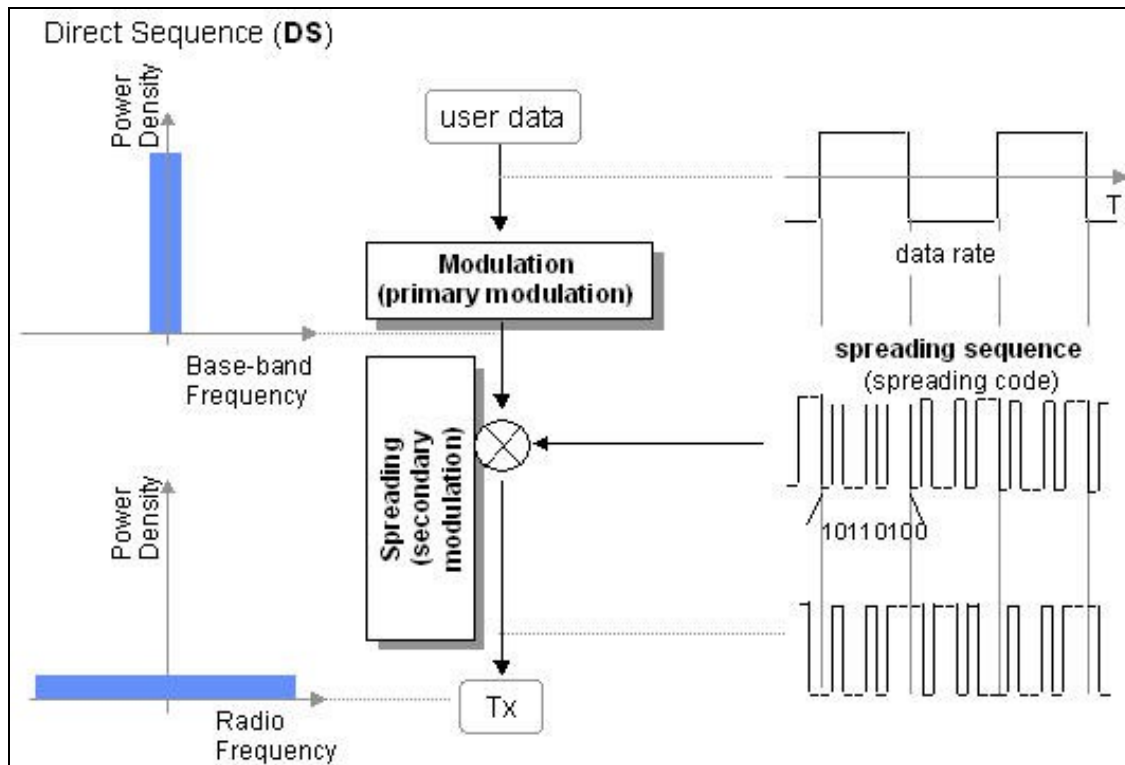 Direct Sequence (DS)
Power
Density
user data
T
Modulation
(primary modulation)
data rate
Base-band
Frequency
spreading sequence
(spreading code)
Spreading
(secondary
modulation)
10110100
Power
Density
Tx
Radio
Frequency